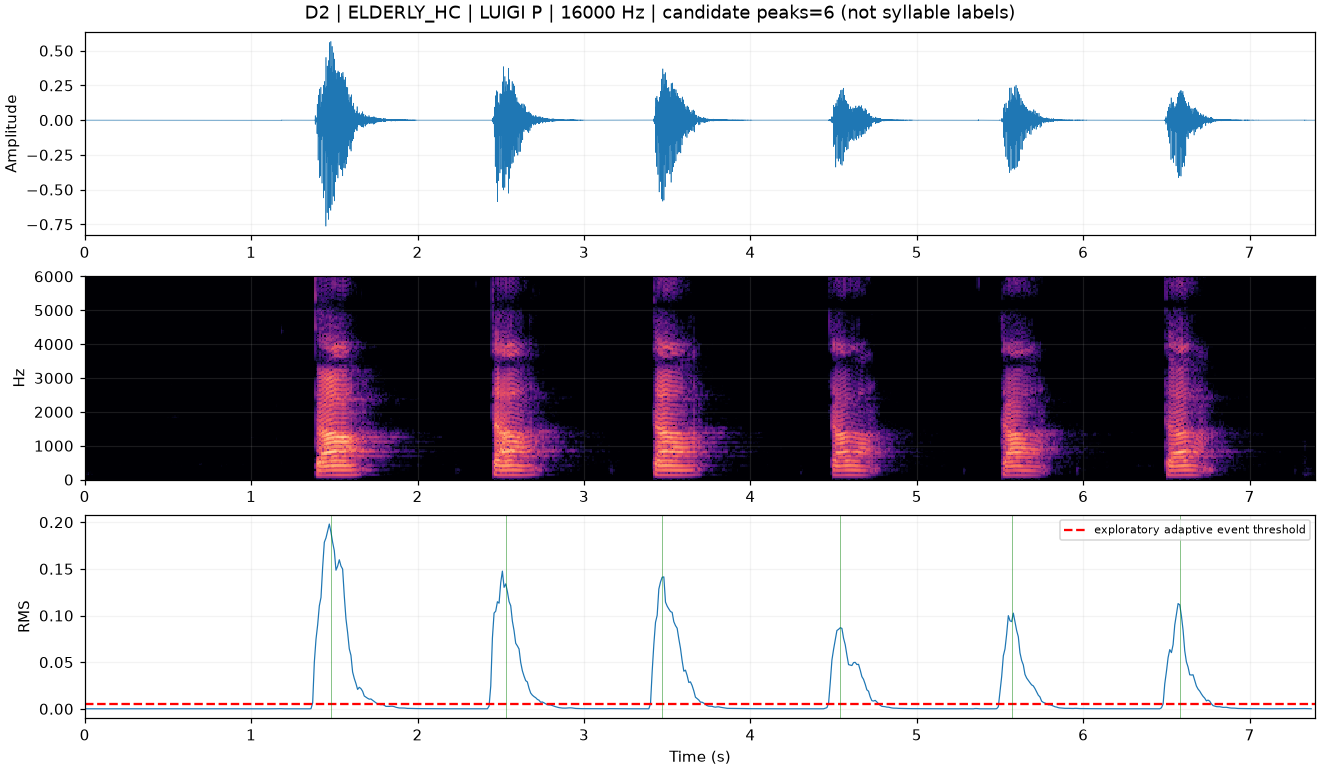 D2 | ELDERLY_HC | LUIGI P | 16000 Hz | candidate peaks=6 (not syllable labels)
Amplitude
0.50
0.25
0.00
−0.25
−0.50
−0.75
0 1 2 3 4 5 6 7
Hz
6000
5000
4000
3000
2000
1000
0
0 1 2 3 4 5 6 7
RMS
0.20
0.15
0.10
0.05
0.00
exploratory adaptive event threshold
0 1 2 3 4 5 6 7
Time (s)